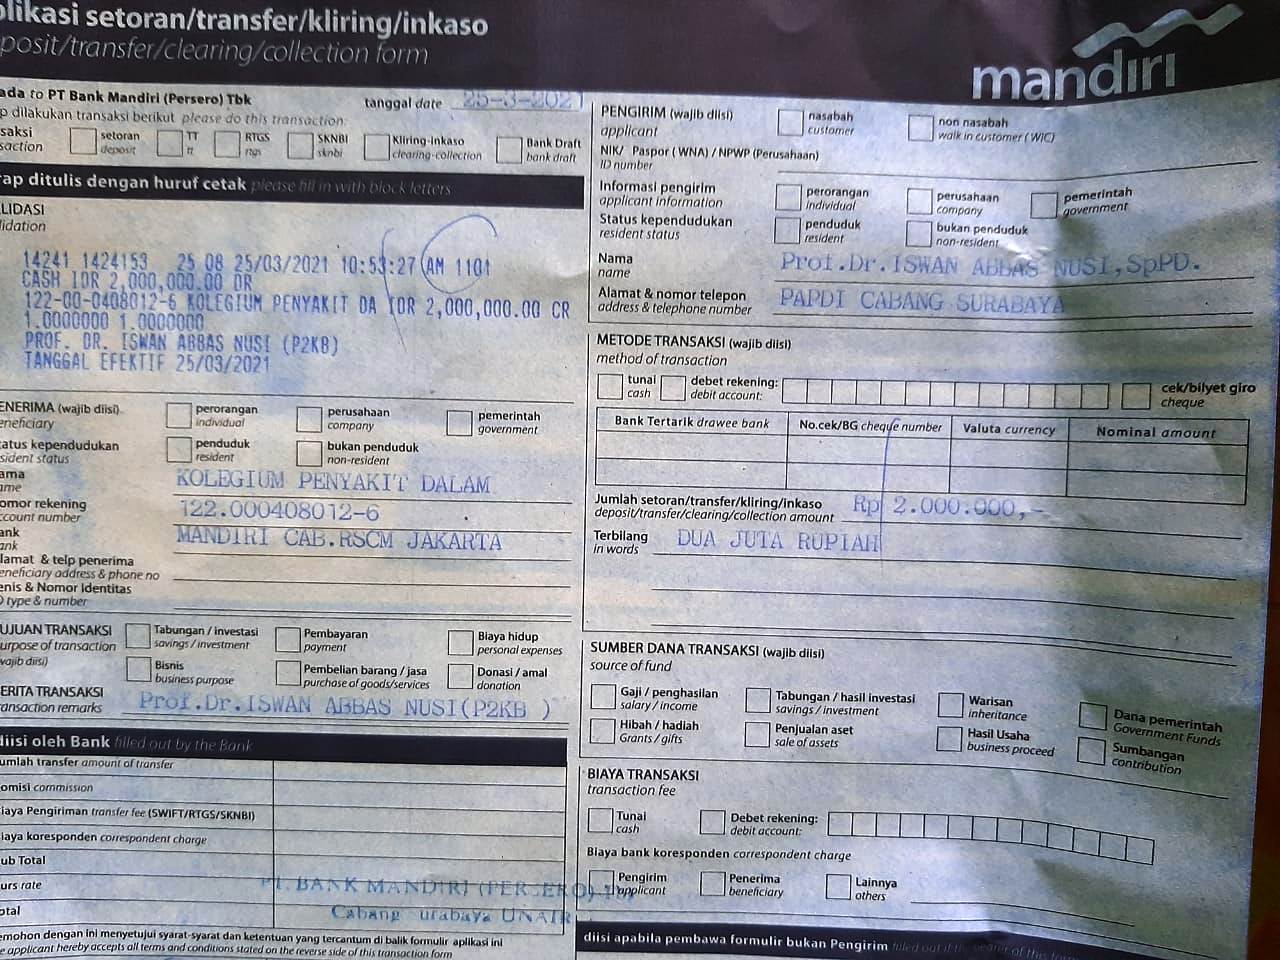 plikasi setoran/transfer/kliring/inkaso
posit/transfer/clearing/collection form
mandiri
ada to PT Bank Mandiri (Persero) Tbk
tanggal date 25-3-2021
p dilakukan transaksi berikut please do this transaction:
saksi
saction
setoran
deposit
TT
tt
RTGS
rtgs
SKNBI
sknbi
Kliring-inkaso
clearing-collection
Bank Draft
bank draft
rap ditulis dengan huruf cetak please fill in with block letters
LIDASI
lidation
14241 1424153 25 08 25/03/2021 10:53:27 AM 1101
CASH IDR 2,000,000.00 DR
122-00-0408012-6 KOLEGIUM PENYAKIT DA IDR 2,000,000.00 CR
1.0000000 1.0000000
PROF. DR. ISWAN ABBAS NUSI (P2KB)
TANGGAL EFEKTIF 25/03/2021
ENERIMA (wajib diisi)
eneficiary
perorangan
individual
perusahaan
company
pemerintah
government
tatus kependudukan
sident status
penduduk
resident
bukan penduduk
non-resident
ama
ame
KOLEGIUM PENYAKIT DALAM
omor rekening
ccount number
122.000408012-6
ank
ank
MANDIRI CAB.RSCM JAKARTA
lamat & telp penerima
eneficiary address & phone no
enis & Nomor Identitas
D type & number
UJUAN TRANSAKSI
urpose of transaction
wajib diisi)
Tabungan / investasi
savings / investment
Pembayaran
payment
Biaya hidup
personal expenses
Bisnis
business purpose
Pembelian barang / jasa
purchase of goods/services
Donasi / amal
donation
ERITA TRANSAKSI
ansaction remarks
Prof.Dr.ISWAN ABBAS NUSI(P2KB )
diisi oleh Bank filled out by the Bank
umlah transfer amount of transfer
omisi commission
iaya Pengiriman transfer fee (SWIFT/RTGS/SKNBI)
iaya koresponden correspondent charge
ub Total
urs rate
otal
PT. BANK MANDIRI (PERSERO) Tbk
Cabang urabaya UNAIR
emohon dengan ini menyetujui syarat-syarat dan ketentuan yang tercantum di balik formulir aplikasi ini
e applicant hereby accepts all terms and conditions stated on the reverse side of this transaction form
PENGIRIM (wajib diisi)
applicant
nasabah
customer
non nasabah
walk in customer ( WIC)
NIK/ Paspor ( WNA) / NPWP (Perusahaan)
ID number
Informasi pengirim
applicant information
perorangan
individual
perusahaan
company
pemerintah
government
Status kependudukan
resident status
penduduk
resident
bukan penduduk
non-resident
Nama
name
Prof.Dr.ISWAN ABBAS NUSI,SpPD.
Alamat & nomor telepon
address & telephone number
PAPDI CABANG SURABAYA
METODE TRANSAKSI (wajib diisi)
method of transaction
tunai
cash
debet rekening:
debit account:
cek/bilyet giro
cheque
Bank Tertarik drawee bank
No.cek/BG cheque number
Valuta currency
Nominal amount
Jumlah setoran/transfer/kliring/inkaso
deposit/transfer/clearing/collection amount
Rp 2.000.000,-
Terbilang
in words
DUA JUTA RUPIAH
SUMBER DANA TRANSAKSI (wajib diisi)
source of fund
Gaji / penghasilan
salary / income
Tabungan / hasil investasi
savings / investment
Warisan
inheritance
Dana pemerintah
Government Funds
Hibah / hadiah
Grants / gifts
Penjualan aset
sale of assets
Hasil Usaha
business proceed
Sumbangan
contribution
BIAYA TRANSAKSI
transaction fee
Tunai
cash
Debet rekening:
debit account:
Biaya bank koresponden correspondent charge
Pengirim
applicant
Penerima
beneficiary
Lainnya
others
diisi apabila pembawa formulir bukan Pengirim filled out if the bearer of this form